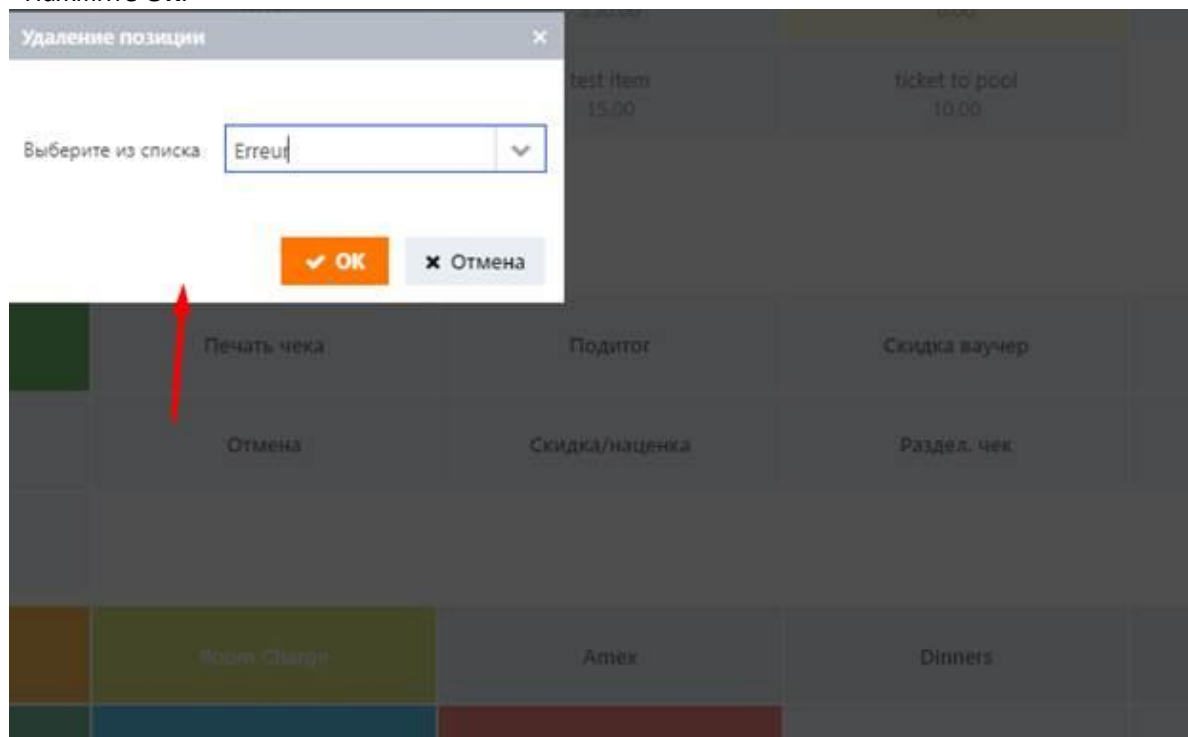 Удаление позиции
test item
ticket to pool
15.00
10.00
Выберите из списка
Erreur
OK
Отмена
Печать чека
Подитог
Скидка ваучер
Отмена
Скидка/наценка
Раздел. чек
Room Charge
Amex
Dinners